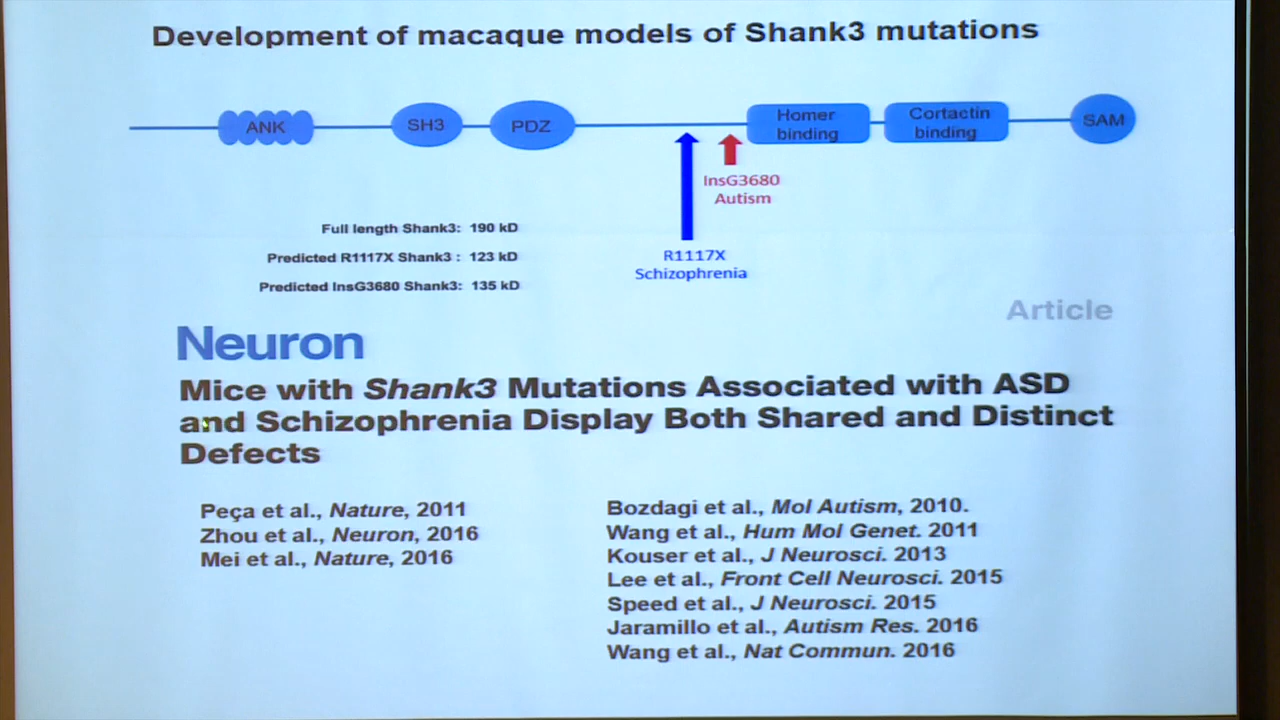 Development of macaque models of Shank3 mutations
ANK
SH3
PDZ
Homer
binding
Cortactin
binding
SAM
InsG3680
Autism
R1117X
Schizophrenia
Full length Shank3: 190 kD
Predicted R1117X Shank3 : 123 kD
Predicted InsG3680 Shank3: 135 kD
Article
Neuron
Mice with Shank3 Mutations Associated with ASD
and Schizophrenia Display Both Shared and Distinct
Defects
Peça et al., Nature, 2011
Zhou et al., Neuron, 2016
Mei et al., Nature, 2016
Bozdagi et al., Mol Autism, 2010.
Wang et al., Hum Mol Genet. 2011
Kouser et al., J Neurosci. 2013
Lee et al., Front Cell Neurosci. 2015
Speed et al., J Neurosci. 2015
Jaramillo et al., Autism Res. 2016
Wang et al., Nat Commun. 2016